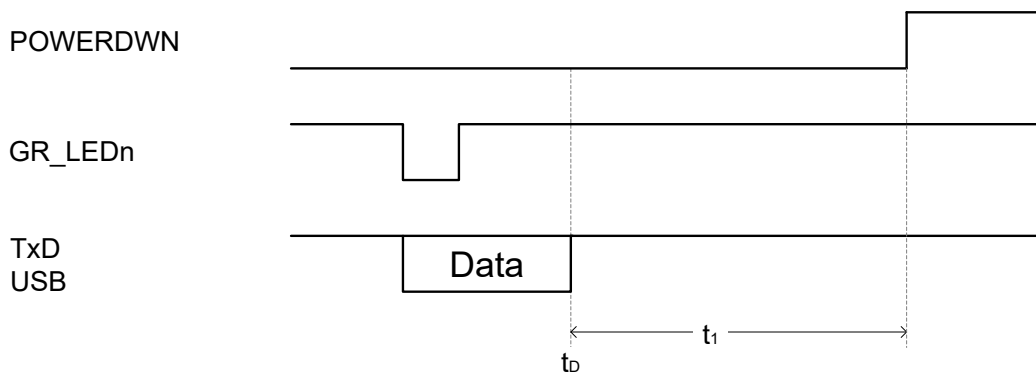 POWERDWN
GR_LEDn
TxD
USB
Data
t₁
tD